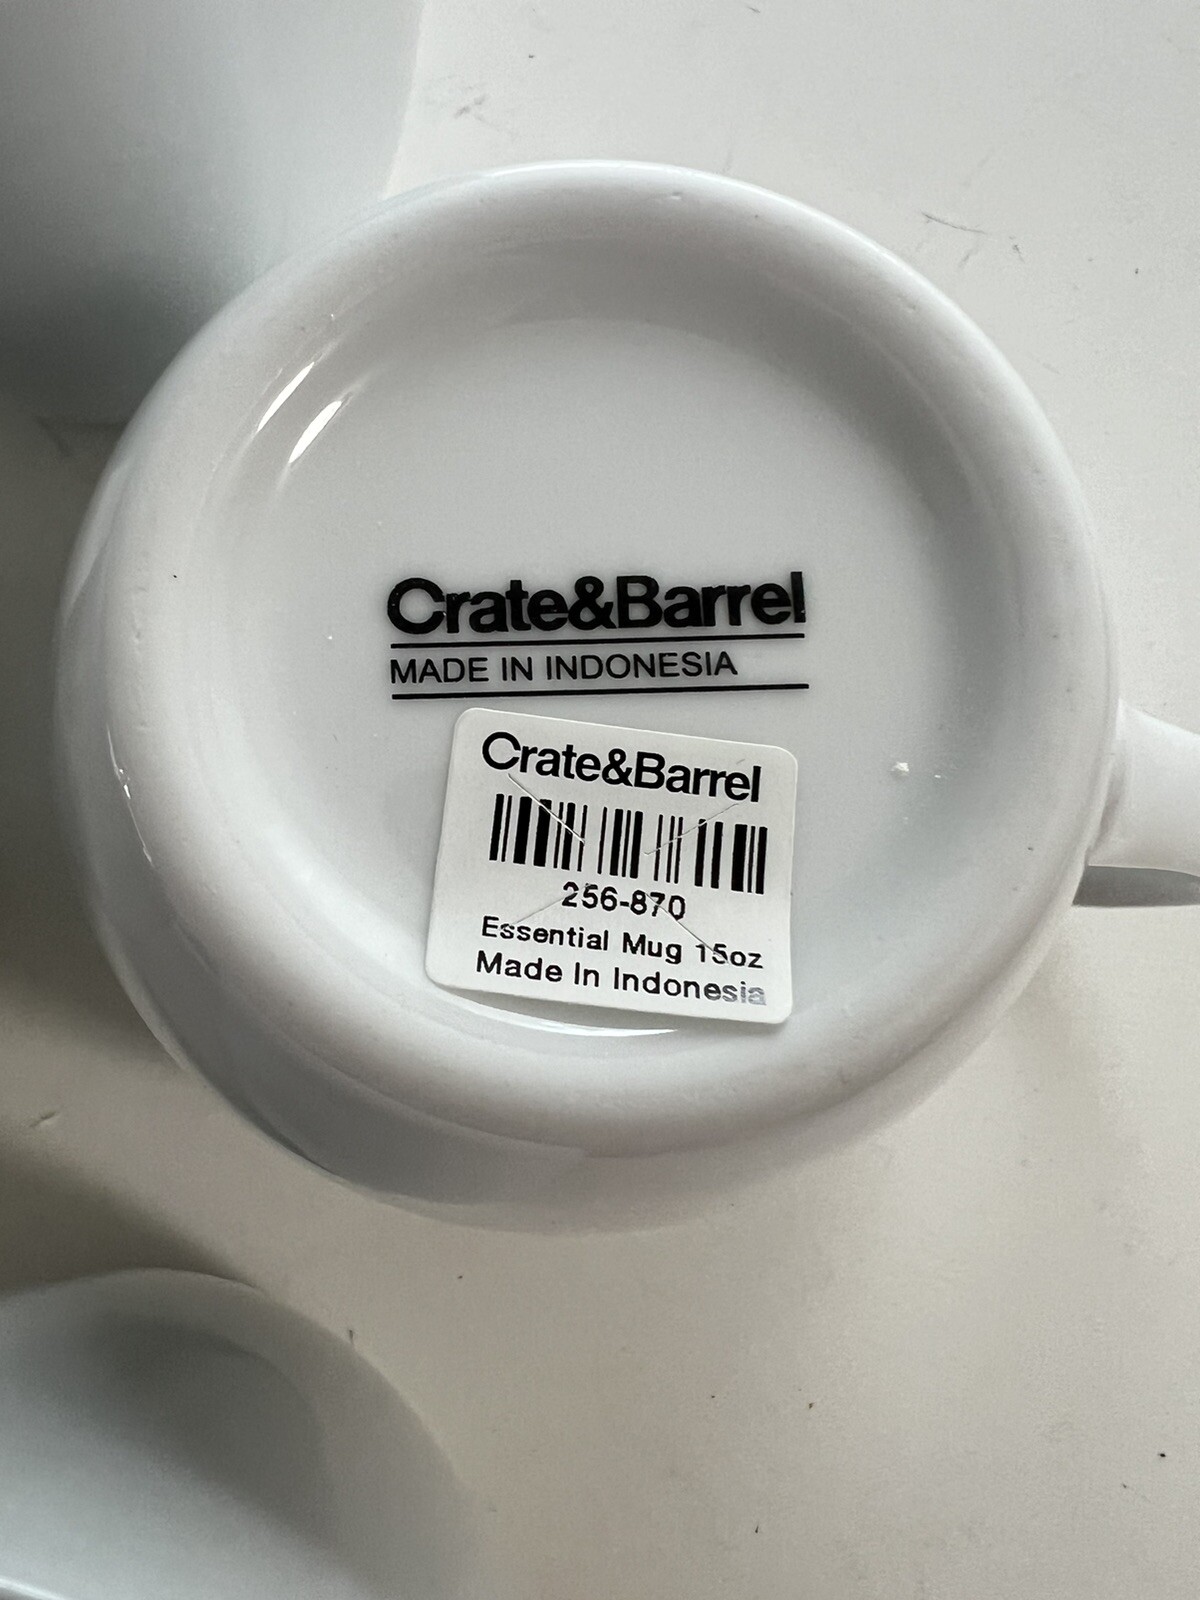 Crate&Barrel
MADE IN INDONESIA
Crate&Barrel
256-870
Essential Mug 15oz
Made In Indonesia